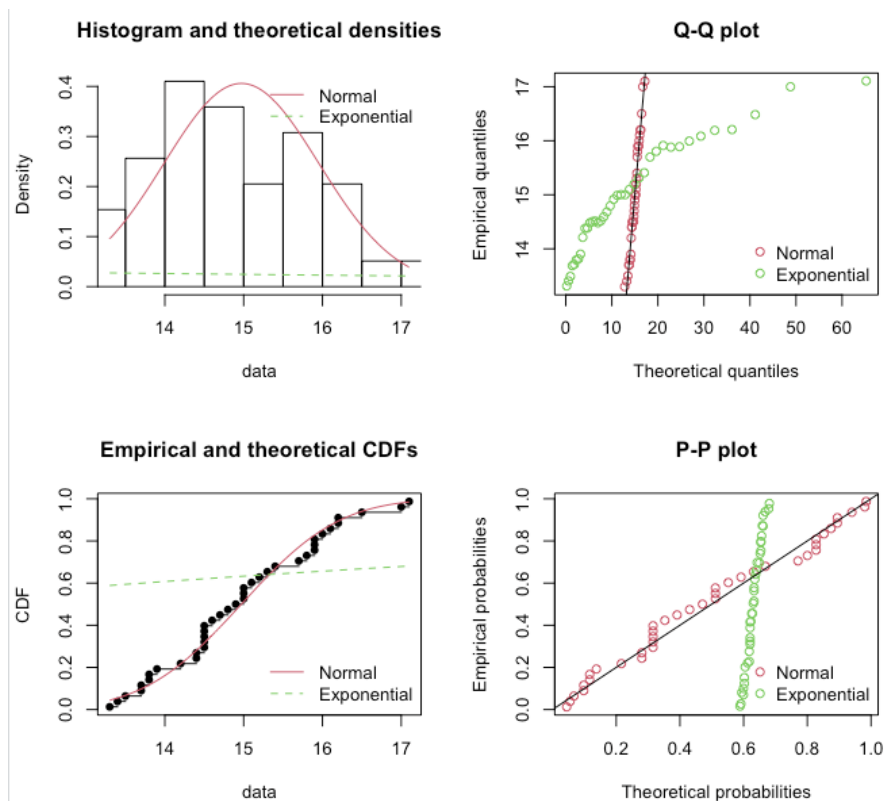 Histogram and theoretical densities
Density
0.0 0.1 0.2 0.3 0.4
Normal
Exponential
14 15 16 17
data
Q-Q plot
Empirical quantiles
14 15 16 17
Normal
Exponential
0 10 20 30 40 50 60
Theoretical quantiles
Empirical and theoretical CDFs
CDF
0.0 0.2 0.4 0.6 0.8 1.0
Normal
Exponential
14 15 16 17
data
P-P plot
Empirical probabilities
0.0 0.2 0.4 0.6 0.8 1.0
Normal
Exponential
0.2 0.4 0.6 0.8 1.0
Theoretical probabilities